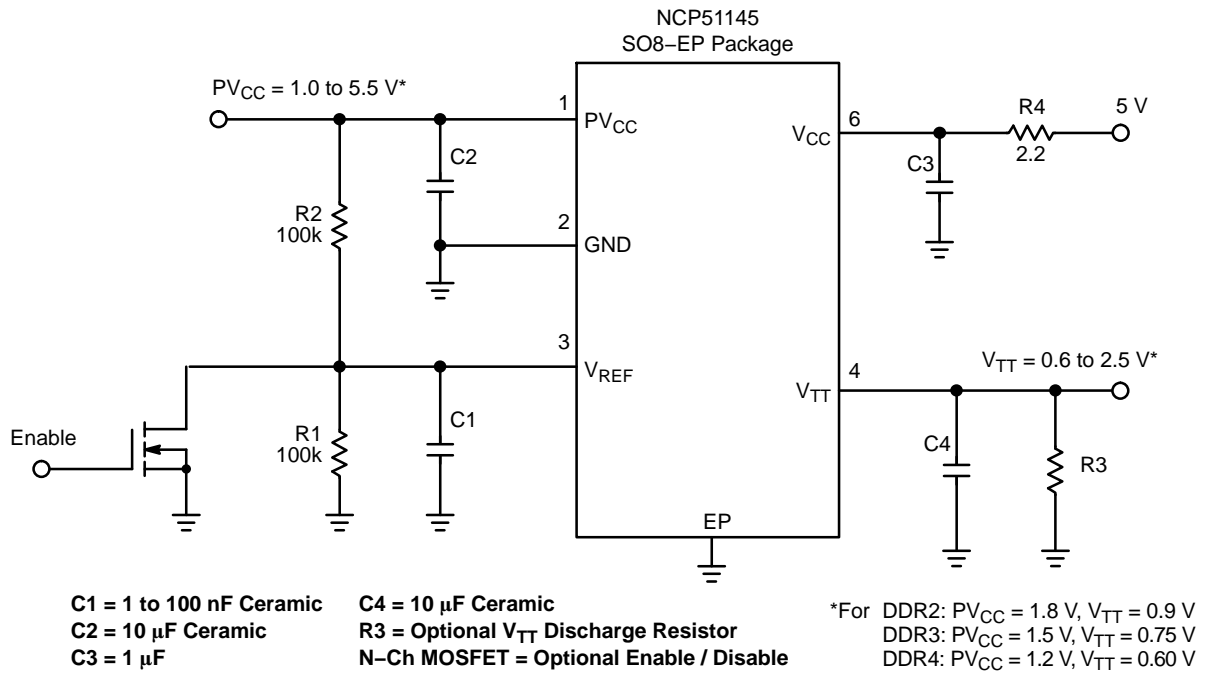 NCP51145
SO8−EP Package
PVCC = 1.0 to 5.5 V*
1
PVCC
C2
R2
100k
2
GND
3
VREF
C1
R1
100k
Enable
EP
VCC
6
C3
R4
2.2
5 V
VTT
4
VTT = 0.6 to 2.5 V*
C4
R3
C1 = 1 to 100 nF Ceramic
C2 = 10 μF Ceramic
C3 = 1 μF
C4 = 10 μF Ceramic
R3 = Optional VTT Discharge Resistor
N−Ch MOSFET = Optional Enable / Disable
*For DDR2: PVCC = 1.8 V, VTT = 0.9 V
DDR3: PVCC = 1.5 V, VTT = 0.75 V
DDR4: PVCC = 1.2 V, VTT = 0.60 V